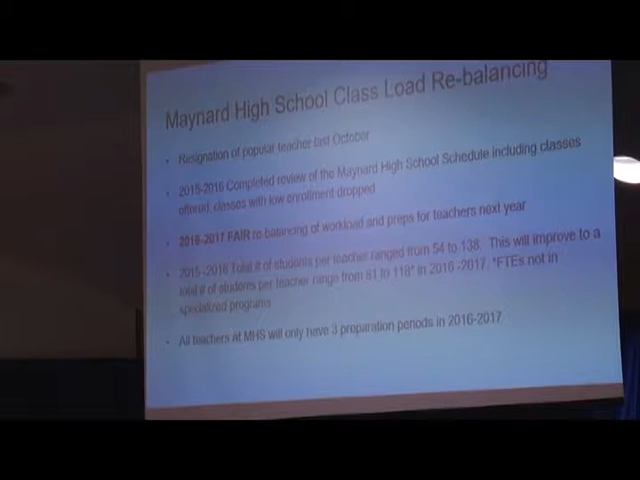 Maynard High School Class Load Re-balancing
Resignation of popular teacher last October
2015-2016 Completed review of the Maynard High School Schedule including classes
offered, classes with low enrollment dropped
2016-2017 FAIR re-balancing of workload and preps for teachers next year
2015 -2016 Total # of students per teacher ranged from 54 to 138. This will improve to a
total # of students per teacher range from 81 to 118* in 2016 -2017. *FTEs not in
specialized programs
All teachers at MHS will only have 3 preparation periods in 2016-2017